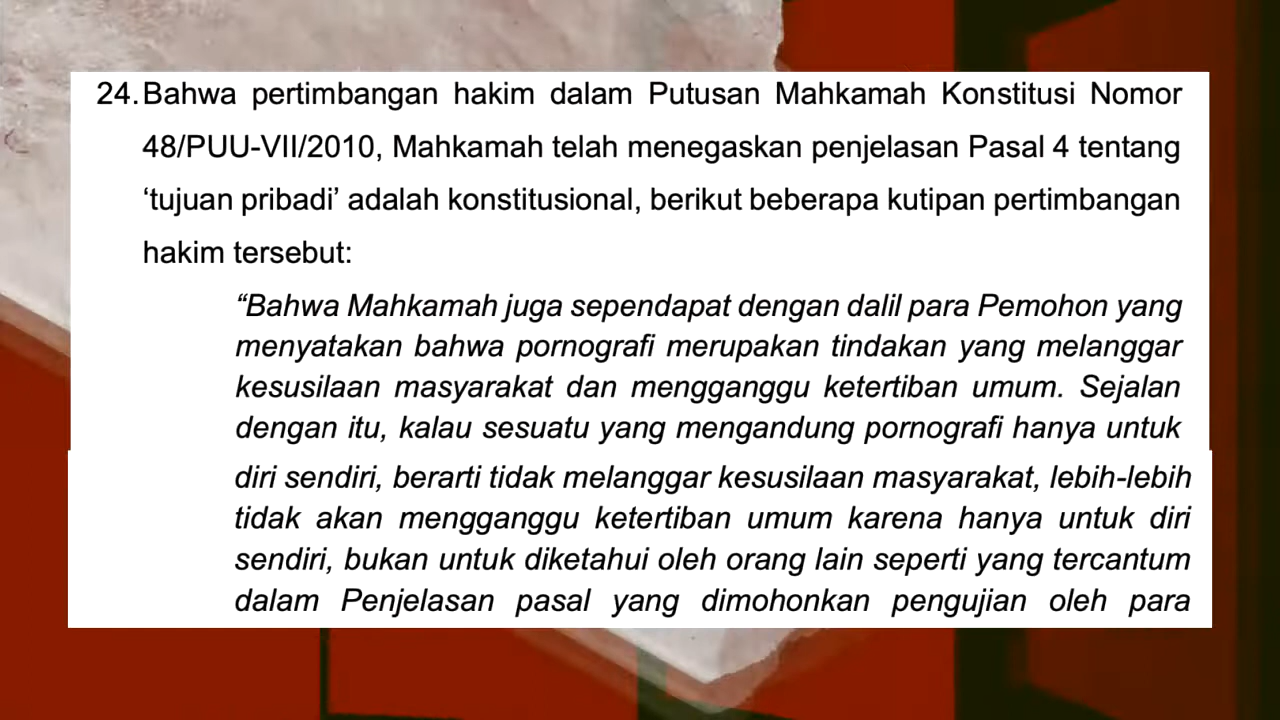 24. Bahwa pertimbangan hakim dalam Putusan Mahkamah Konstitusi Nomor
48/PUU-VII/2010, Mahkamah telah menegaskan penjelasan Pasal 4 tentang
‘tujuan pribadi’ adalah konstitusional, berikut beberapa kutipan pertimbangan
hakim tersebut:
“Bahwa Mahkamah juga sependapat dengan dalil para Pemohon yang
menyatakan bahwa pornografi merupakan tindakan yang melanggar
kesusilaan masyarakat dan mengganggu ketertiban umum. Sejalan
dengan itu, kalau sesuatu yang mengandung pornografi hanya untuk
diri sendiri, berarti tidak melanggar kesusilaan masyarakat, lebih-lebih
tidak akan mengganggu ketertiban umum karena hanya untuk diri
sendiri, bukan untuk diketahui oleh orang lain seperti yang tercantum
dalam Penjelasan pasal yang dimohonkan pengujian oleh para